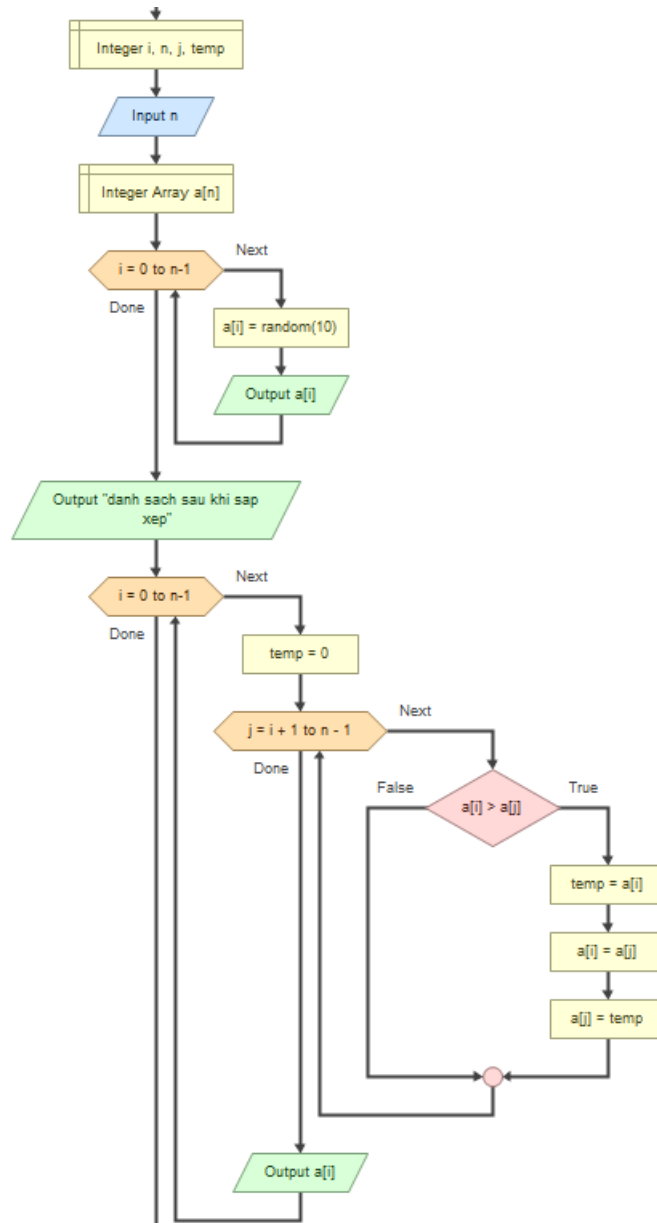 Integer i, n, j, temp
Input n
Integer Array a[n]
i = 0 to n-1
Next
Done
a[i] = random(10)
Output a[i]
Output "danh sach sau khi sap
xep"
i = 0 to n-1
Next
Done
temp = 0
j = i + 1 to n - 1
Next
Done
a[i] > a[j]
False
True
temp = a[i]
a[i] = a[j]
a[j] = temp
Output a[i]